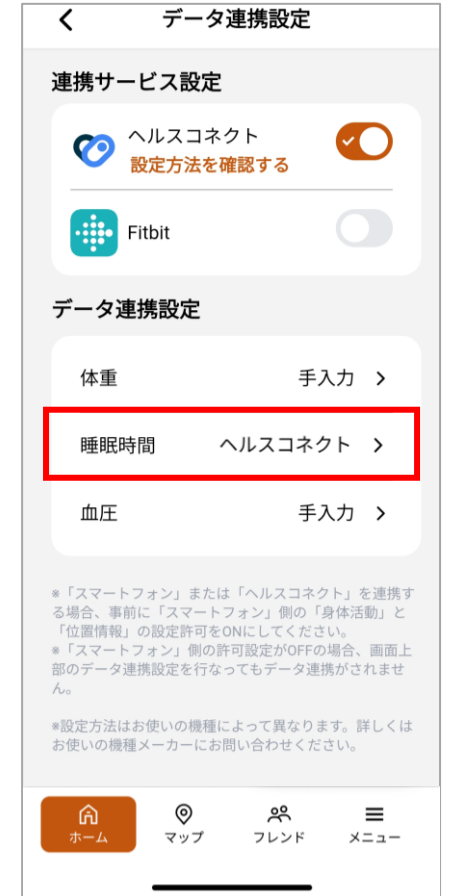 データ連携設定
連携サービス設定
ヘルスコネクト
設定方法を確認する
Fitbit
データ連携設定
体重 手入力
睡眠時間 ヘルスコネクト
血圧 手入力
※「スマートフォン」または「ヘルスコネクト」を連携す
る場合、事前に「スマートフォン」側の「身体活動」と
「位置情報」の設定許可をONにしてください。
※「スマートフォン」側の許可設定がOFFの場合、画面上
部のデータ連携設定を行なってもデータ連携がされませ
ん。
※設定方法はお使いの機種によって異なります。詳しくは
お使いの機種メーカーにお問い合わせください。
ホーム マップ フレンド メニュー